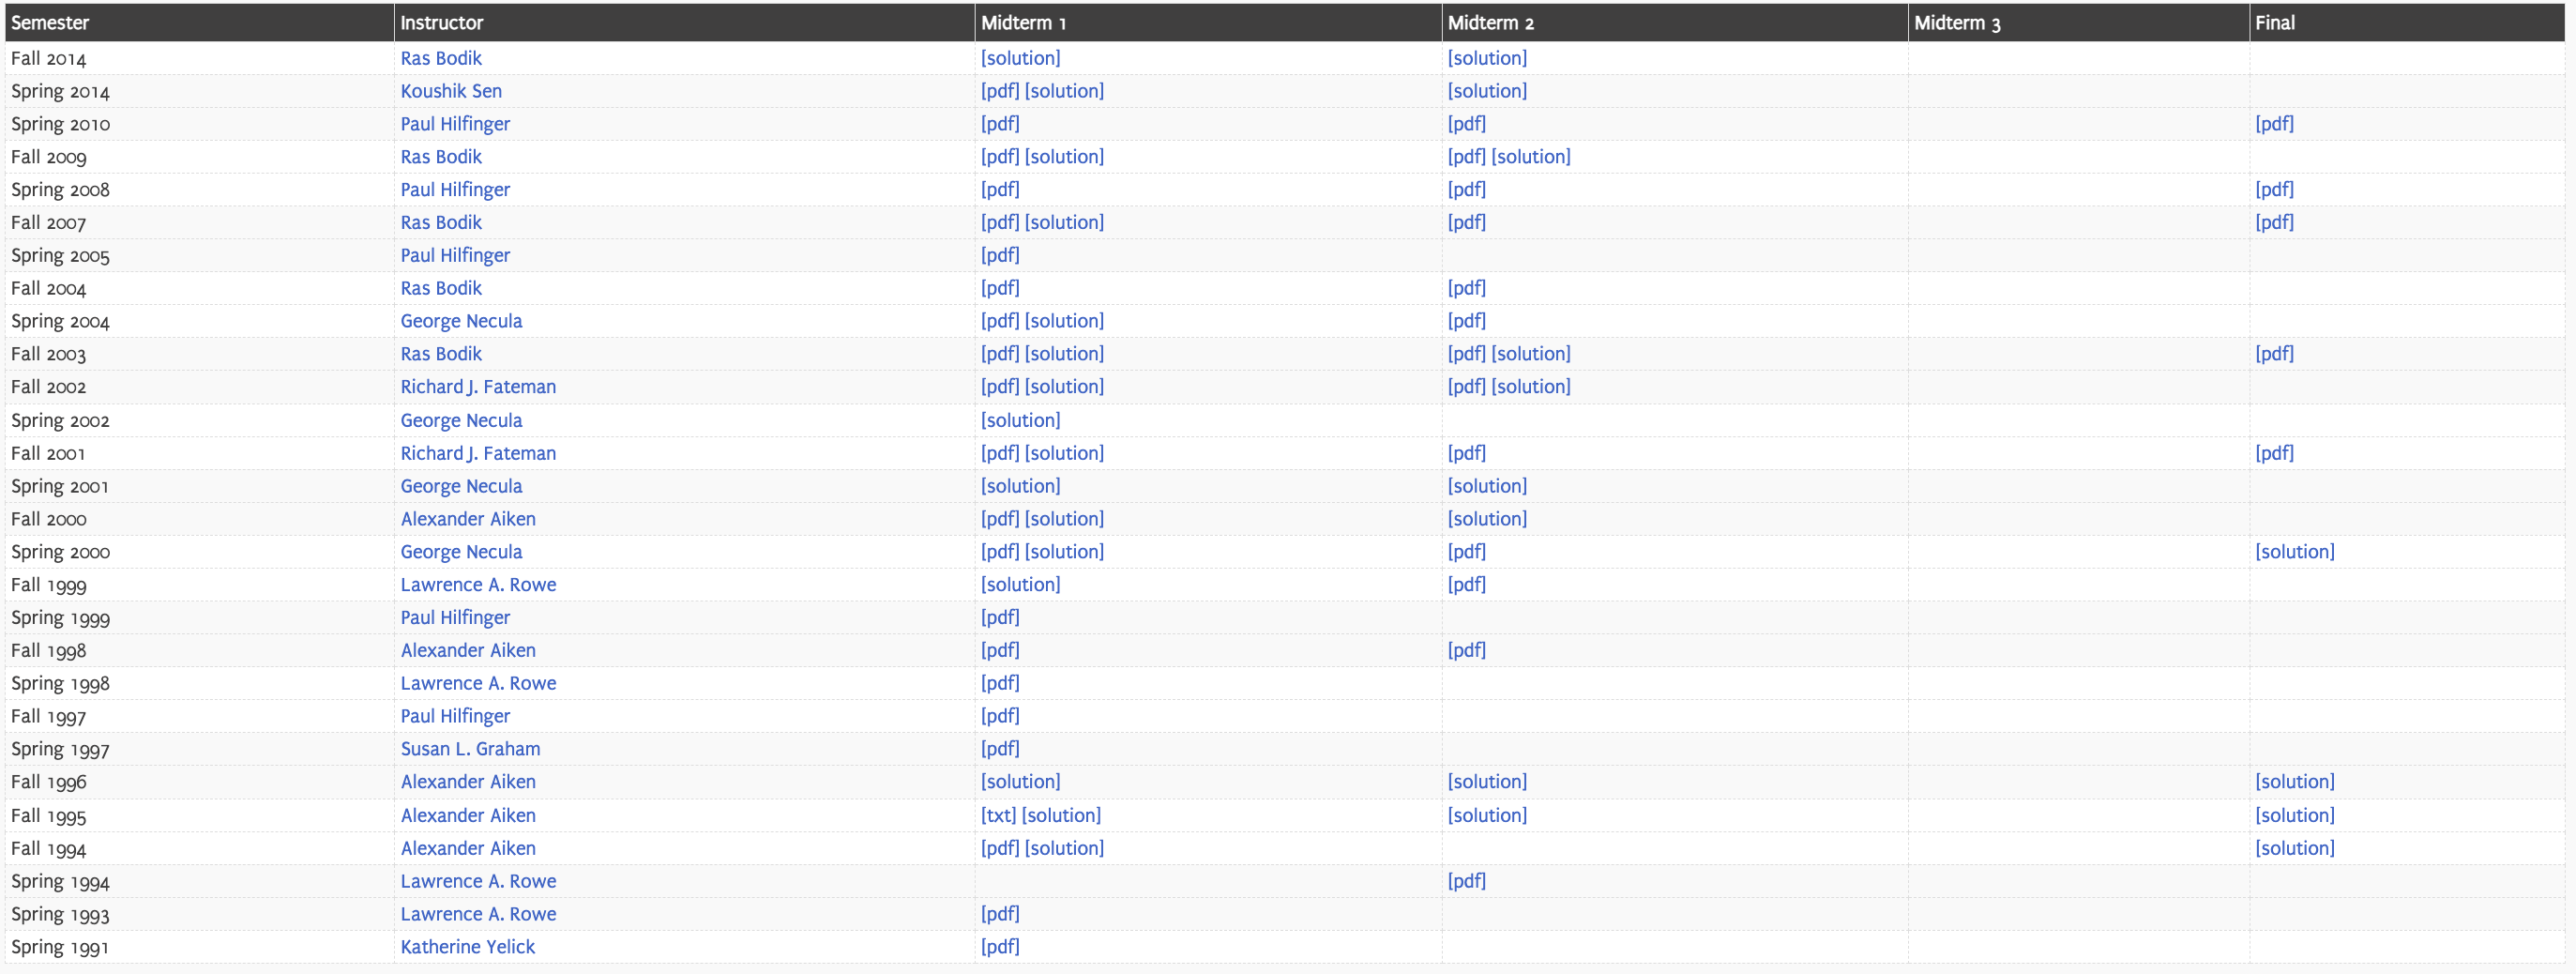 Semester Instructor Midterm 1 Midterm 2 Midterm 3 Final
Fall 2014 Ras Bodik [solution] [solution]
Spring 2014 Koushik Sen [pdf] [solution] [solution]
Spring 2010 Paul Hilfinger [pdf] [pdf] [pdf]
Fall 2009 Ras Bodik [pdf] [solution] [pdf] [solution]
Spring 2008 Paul Hilfinger [pdf] [pdf] [pdf]
Fall 2007 Ras Bodik [pdf] [solution] [pdf] [pdf]
Spring 2005 Paul Hilfinger [pdf]
Fall 2004 Ras Bodik [pdf] [pdf]
Spring 2004 George Necula [pdf] [solution] [pdf]
Fall 2003 Ras Bodik [pdf] [solution] [pdf] [solution] [pdf]
Fall 2002 Richard J. Fateman [pdf] [solution] [pdf] [solution]
Spring 2002 George Necula [solution]
Fall 2001 Richard J. Fateman [pdf] [solution] [pdf] [pdf]
Spring 2001 George Necula [solution] [solution]
Fall 2000 Alexander Aiken [pdf] [solution] [solution]
Spring 2000 George Necula [pdf] [solution] [pdf] [solution]
Fall 1999 Lawrence A. Rowe [solution] [pdf]
Spring 1999 Paul Hilfinger [pdf]
Fall 1998 Alexander Aiken [pdf] [pdf]
Spring 1998 Lawrence A. Rowe [pdf]
Fall 1997 Paul Hilfinger [pdf]
Spring 1997 Susan L. Graham [pdf]
Fall 1996 Alexander Aiken [solution] [solution] [solution]
Fall 1995 Alexander Aiken [txt] [solution] [solution] [solution]
Fall 1994 Alexander Aiken [pdf] [solution] [solution]
Spring 1994 Lawrence A. Rowe [pdf]
Spring 1993 Lawrence A. Rowe [pdf]
Spring 1991 Katherine Yelick [pdf]